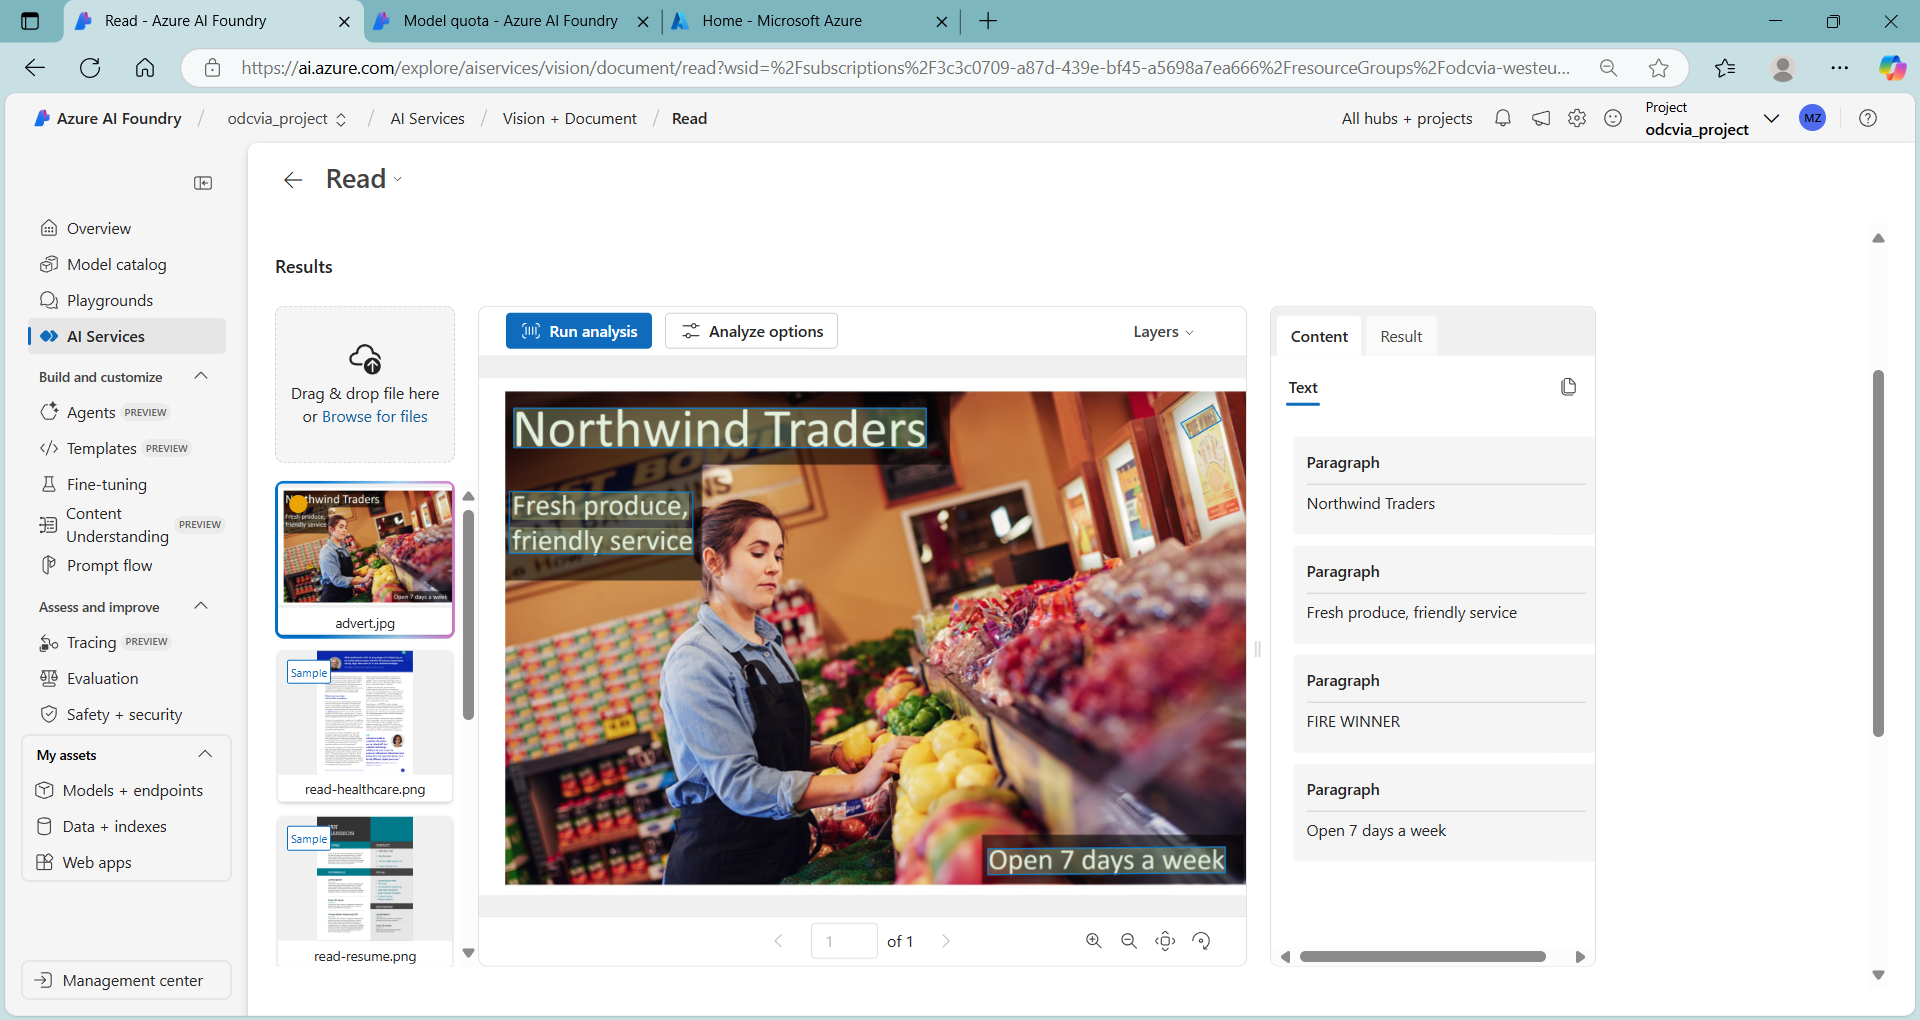 Read - Azure AI Foundry
Model quota - Azure AI Foundry
Home - Microsoft Azure
https://ai.azure.com/explore/aiservices/vision/document/read?wsid=%2Fsubscriptions%2F3c3c0709-a87d-439e-bf45-a5698a7ea666%2FresourceGroups%2Fodcvia-westeu...
Azure AI Foundry / odcvia_project / AI Services / Vision + Document / Read
All hubs + projects
Project
odcvia_project
MZ
Read
Overview
Model catalog
Playgrounds
AI Services
Build and customize
Agents PREVIEW
Templates PREVIEW
Fine-tuning
Content
Understanding PREVIEW
Prompt flow
Assess and improve
Tracing PREVIEW
Evaluation
Safety + security
My assets
Models + endpoints
Data + indexes
Web apps
Management center
Results
Drag & drop file here
or Browse for files
Northwind Traders
Fresh produce,
friendly service
Open 7 days a week
advert.jpg
Sample
read-healthcare.png
Sample
read-resume.png
Run analysis
Analyze options
Layers
Northwind Traders
Fresh produce,
friendly service
Open 7 days a week
1 of 1
Content
Result
Text
Paragraph
Northwind Traders
Paragraph
Fresh produce, friendly service
Paragraph
FIRE WINNER
Paragraph
Open 7 days a week